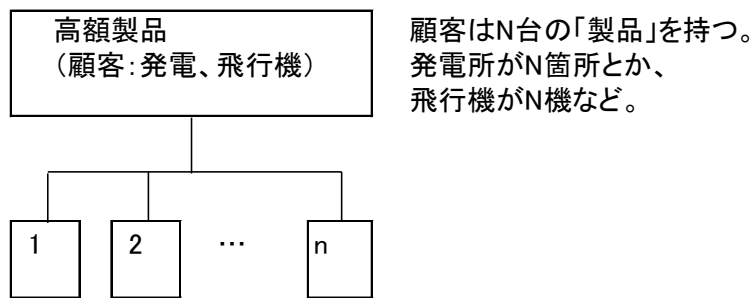 高額製品
（顧客：発電、飛行機）
顧客はN台の「製品」を持つ。
発電所がN箇所とか、
飛行機がN機など。
1
2
…
n